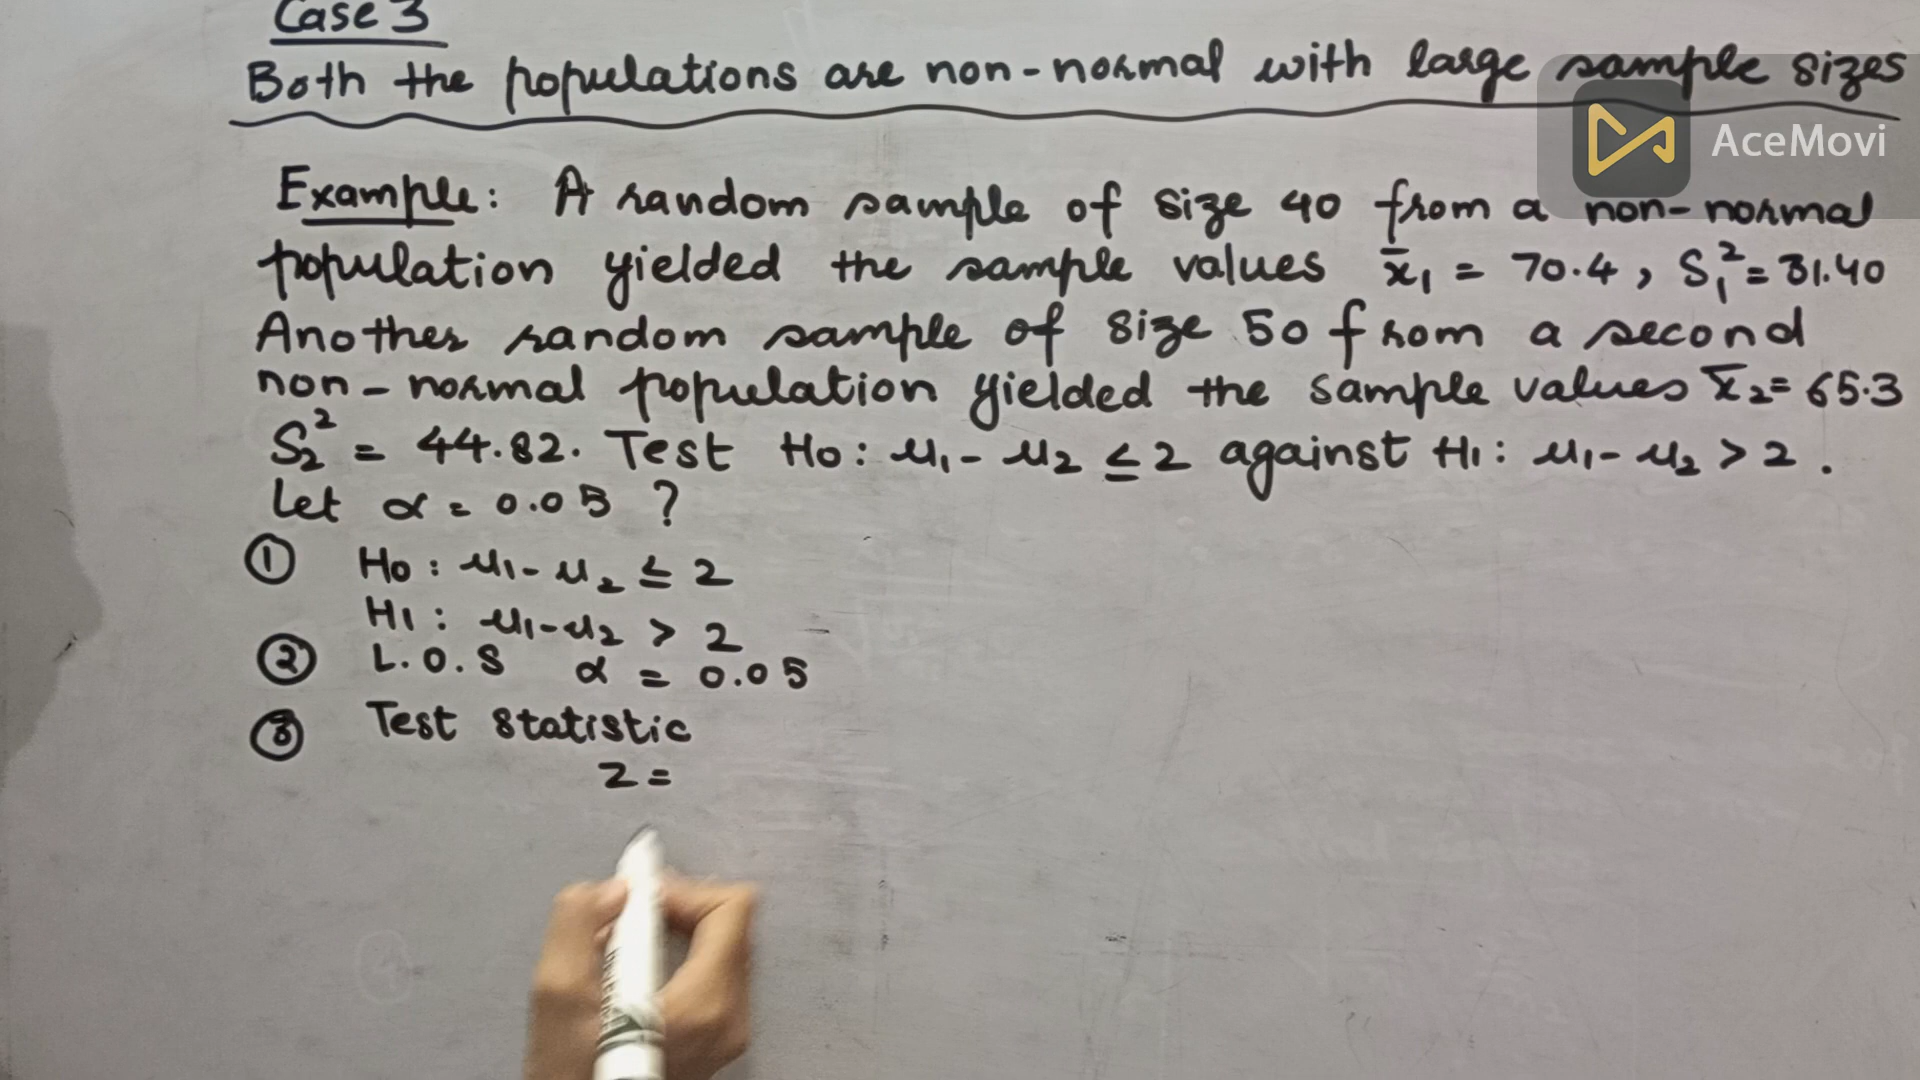 Case 3
Both the populations are non-normal with large sample sizes
AceMovi
Example: A random sample of size 40 from a non-normal
population yielded the sample values x̄₁ = 70.4, S₁² = 31.40
Another random sample of size 50 from a second
non-normal population yielded the sample values x̄₂ = 65.3
S₂² = 44.82. Test H0: μ₁ - μ₂ ≤ 2 against H1: μ₁ - μ₂ > 2.
Let α = 0.05 ?
① H0: μ₁ - μ₂ ≤ 2
H1: μ₁ - μ₂ > 2
② L.O.S α = 0.05
③ Test statistic
Z =